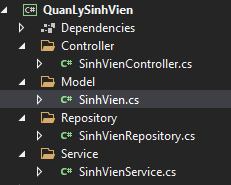 C# QuanLySinhVien
Dependencies
Controller
C# SinhVienController.cs
Model
C# SinhVien.cs
Repository
C# SinhVienRepository.cs
Service
C# SinhVienService.cs